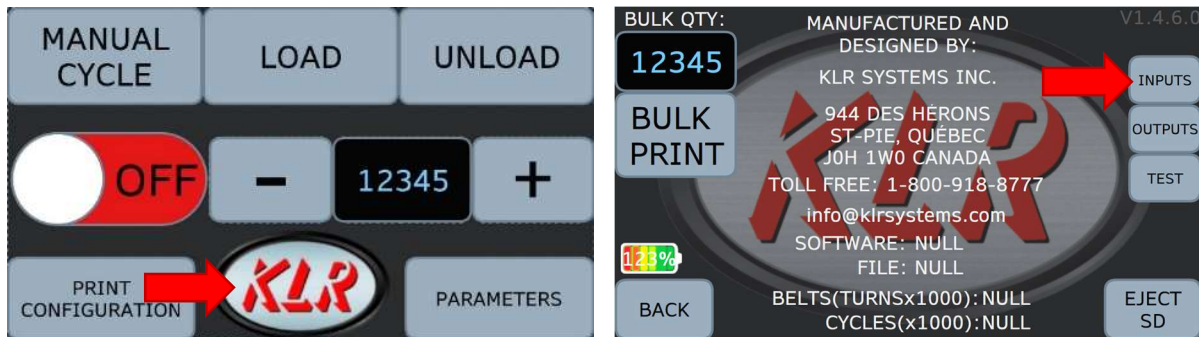 MANUAL
CYCLE
LOAD
UNLOAD
OFF
-
12345
+
PRINT
CONFIGURATION
KLR
PARAMETERS
BULK QTY:
12345
BULK
PRINT
123%
BACK
MANUFACTURED AND
DESIGNED BY:
KLR SYSTEMS INC.
944 DES HÉRONS
ST-PIE, QUÉBEC
J0H 1W0 CANADA
TOLL FREE: 1-800-918-8777
info@klrsystems.com
SOFTWARE: NULL
FILE: NULL
BELTS(TURNSx1000):NULL
CYCLES(x1000):NULL
KLR
V1.4.6.0
INPUTS
OUTPUTS
TEST
EJECT
SD